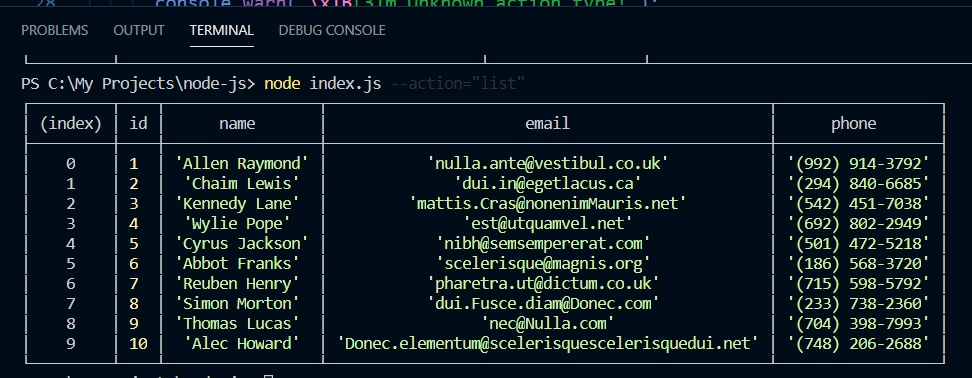 28 console.warn( \x1B[31m Unknown action type! );
PROBLEMS OUTPUT TERMINAL DEBUG CONSOLE
PS C:\My Projects\node-js> node index.js --action="list"
(index) id name email phone
0 1 'Allen Raymond' 'nulla.ante@vestibul.co.uk' '(992) 914-3792'
1 2 'Chaim Lewis' 'dui.in@egetlacus.ca' '(294) 840-6685'
2 3 'Kennedy Lane' 'mattis.Cras@nonenimMauris.net' '(542) 451-7038'
3 4 'Wylie Pope' 'est@utquamvel.net' '(692) 802-2949'
4 5 'Cyrus Jackson' 'nibh@semsempererat.com' '(501) 472-5218'
5 6 'Abbot Franks' 'scelerisque@magnis.org' '(186) 568-3720'
6 7 'Reuben Henry' 'pharetra.ut@dictum.co.uk' '(715) 598-5792'
7 8 'Simon Morton' 'dui.Fusce.diam@Donec.com' '(233) 738-2360'
8 9 'Thomas Lucas' 'nec@Nulla.com' '(704) 398-7993'
9 10 'Alec Howard' 'Donec.elementum@scelerisquescelerisquedui.net' '(748) 206-2688'